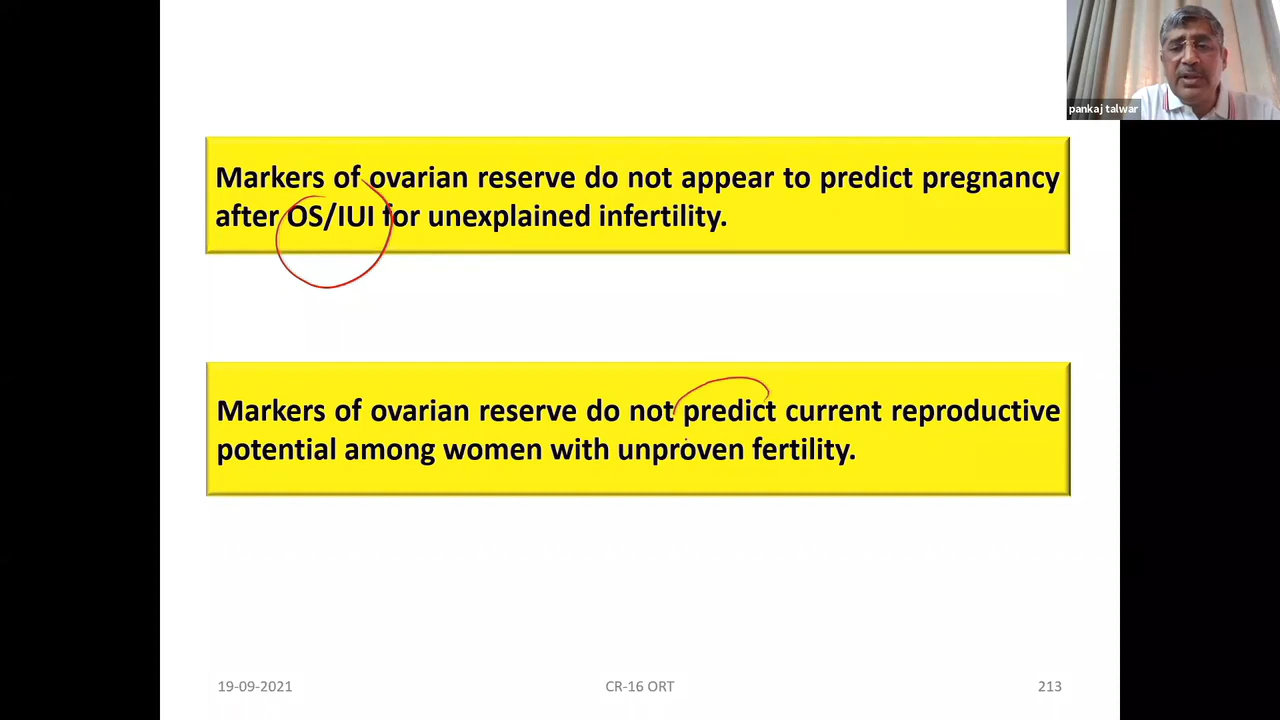 pankaj talwar
Markers of ovarian reserve do not appear to predict pregnancy
after OS/IUI for unexplained infertility.
Markers of ovarian reserve do not predict current reproductive
potential among women with unproven fertility.
19-09-2021
CR-16 ORT
213